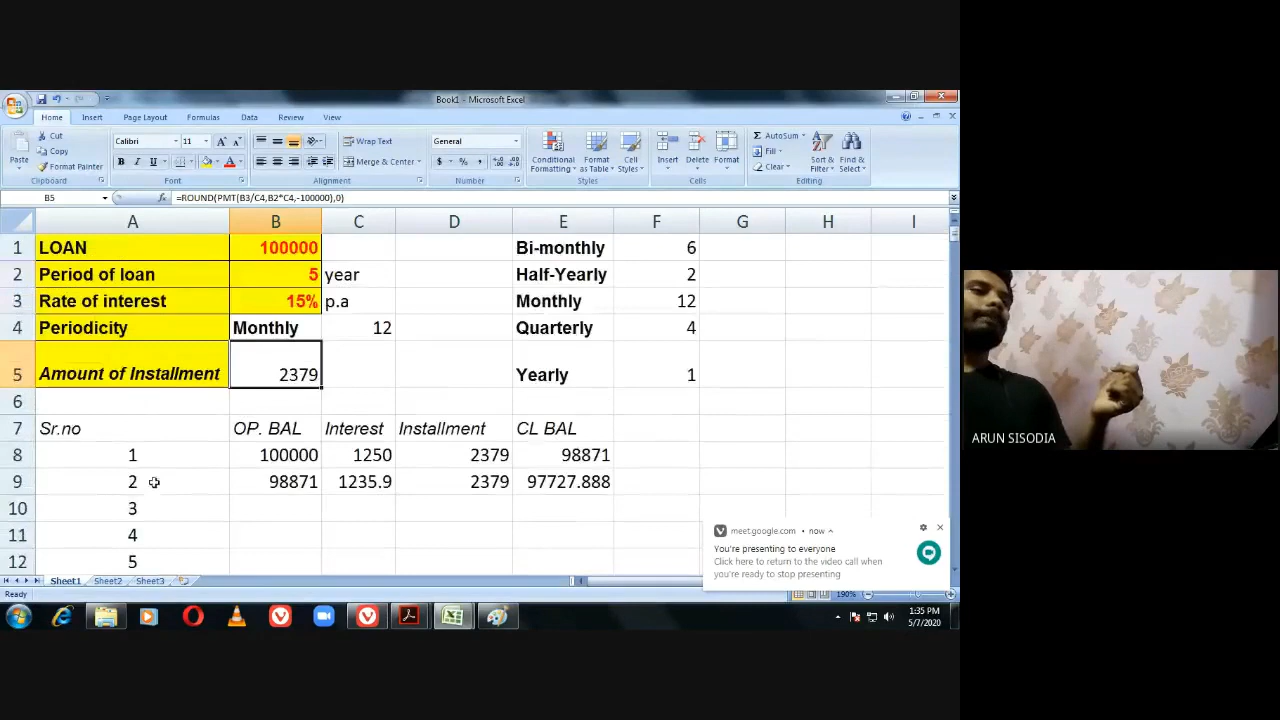 Book1 - Microsoft Excel
Home Insert Page Layout Formulas Data Review View
Cut
Copy
Format Painter
Paste
Clipboard
Calibri 11
Font
Wrap Text
Merge & Center
Alignment
General
Number
Conditional Formatting
Format as Table
Cell Styles
Styles
Insert Delete Format
Cells
AutoSum
Fill
Clear
Sort & Filter
Find & Select
Editing
B5 =ROUND(PMT(B3/C4,B2*C4,-100000),0)
A B C D E F G H I
1 LOAN 100000 Bi-monthly 6
2 Period of loan 5 year Half-Yearly 2
3 Rate of interest 15% p.a Monthly 12
4 Periodicity Monthly 12 Quarterly 4
5 Amount of Installment 2379 Yearly 1
6
7 Sr.no OP. BAL Interest Installment CL BAL
8 1 100000 1250 2379 98871
9 2 98871 1235.9 2379 97727.888
10 3
11 4
12 5
meet.google.com • now
You're presenting to everyone
Click here to return to the video call when
you're ready to stop presenting
Sheet1 Sheet2 Sheet3
Ready 190%
1:35 PM
5/7/2020
ARUN SISODIA